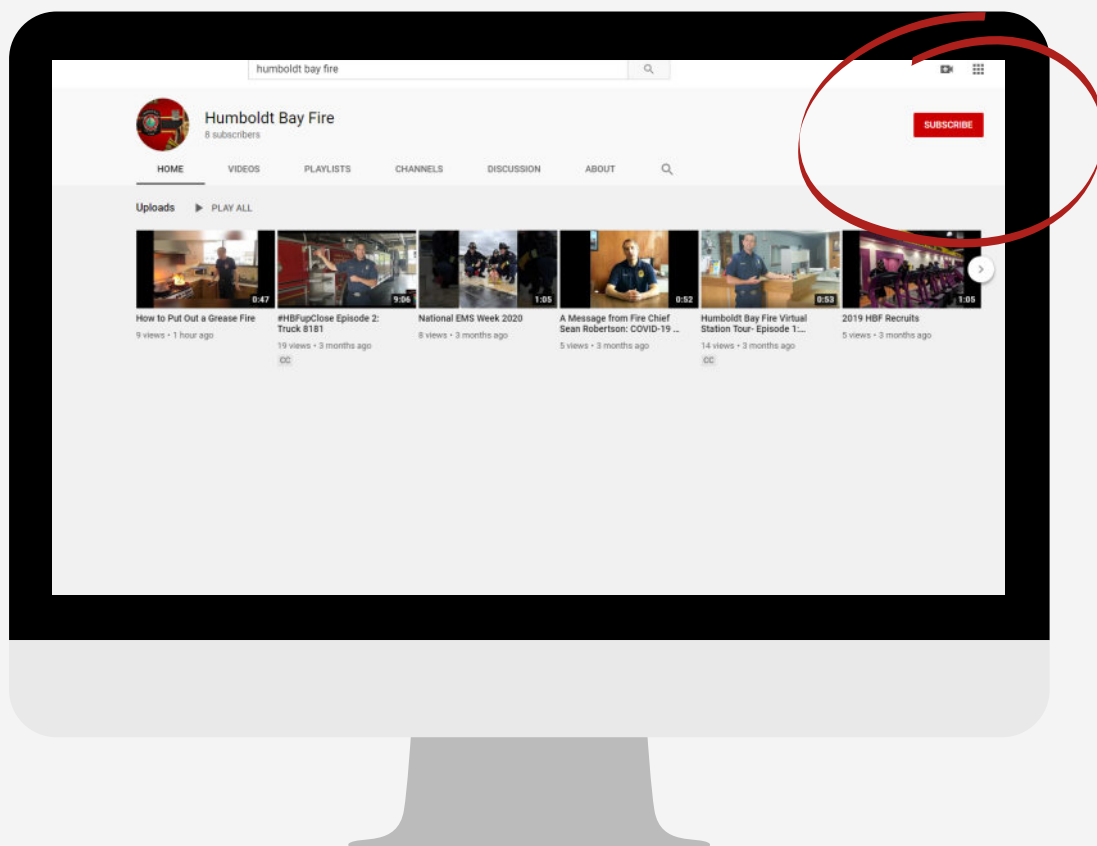 humboldt bay fire
Humboldt Bay Fire
8 subscribers
SUBSCRIBE
HOME VIDEOS PLAYLISTS CHANNELS DISCUSSION ABOUT
Uploads PLAY ALL
0:47 9:06 1:05 0:52 0:53 1:05
How to Put Out a Grease Fire
9 views • 1 hour ago
#HBFupClose Episode 2:
Truck 8181
19 views • 3 months ago
CC
National EMS Week 2020
8 views • 3 months ago
A Message from Fire Chief
Sean Robertson: COVID-19 ...
5 views • 3 months ago
Humboldt Bay Fire Virtual
Station Tour- Episode 1:...
14 views • 3 months ago
CC
2019 HBF Recruits
5 views • 3 months ago